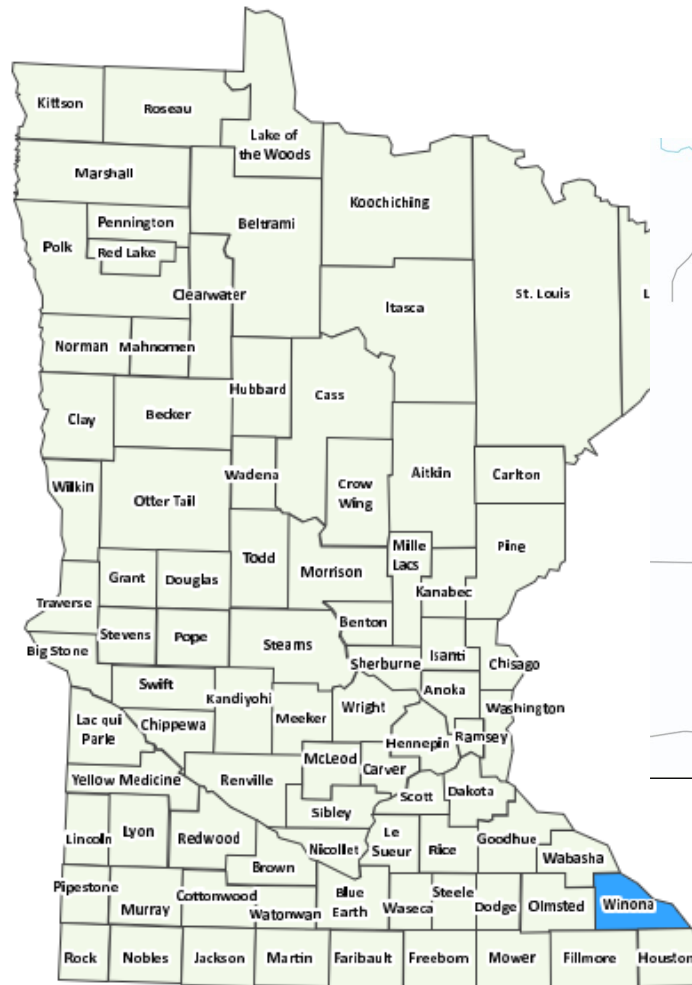 Kittson
Roseau
Lake of
the Woods
Marshall
Koochiching
Pennington
Beltrami
Polk
Red Lake
Clearwater
St. Louis
L
Itasca
Norman
Mahnomen
Hubbard
Cass
Becker
Clay
Wadena
Aitkin
Carlton
Wilkin
Crow
Wing
Otter Tail
Mille
Lacs
Pine
Todd
Morrison
Grant
Douglas
Kanabec
Traverse
Benton
Stevens
Pope
Stearns
Big Stone
Isanti
Chisago
Sherburne
Swift
Kandiyohi
Anoka
Wright
Washington
Lac qui
Parle
Chippewa
Meeker
Hennepin
Ramsey
McLeod
Carver
Yellow Medicine
Renville
Scott
Dakota
Sibley
Lincoln
Lyon
Redwood
Nicollet
Le
Sueur
Rice
Goodhue
Wabasha
Brown
Pipestone
Murray
Cottonwood
Watonwan
Blue
Earth
Waseca
Steele
Dodge
Olmsted
Winona
Rock
Nobles
Jackson
Martin
Faribault
Freeborn
Mower
Fillmore
Houston